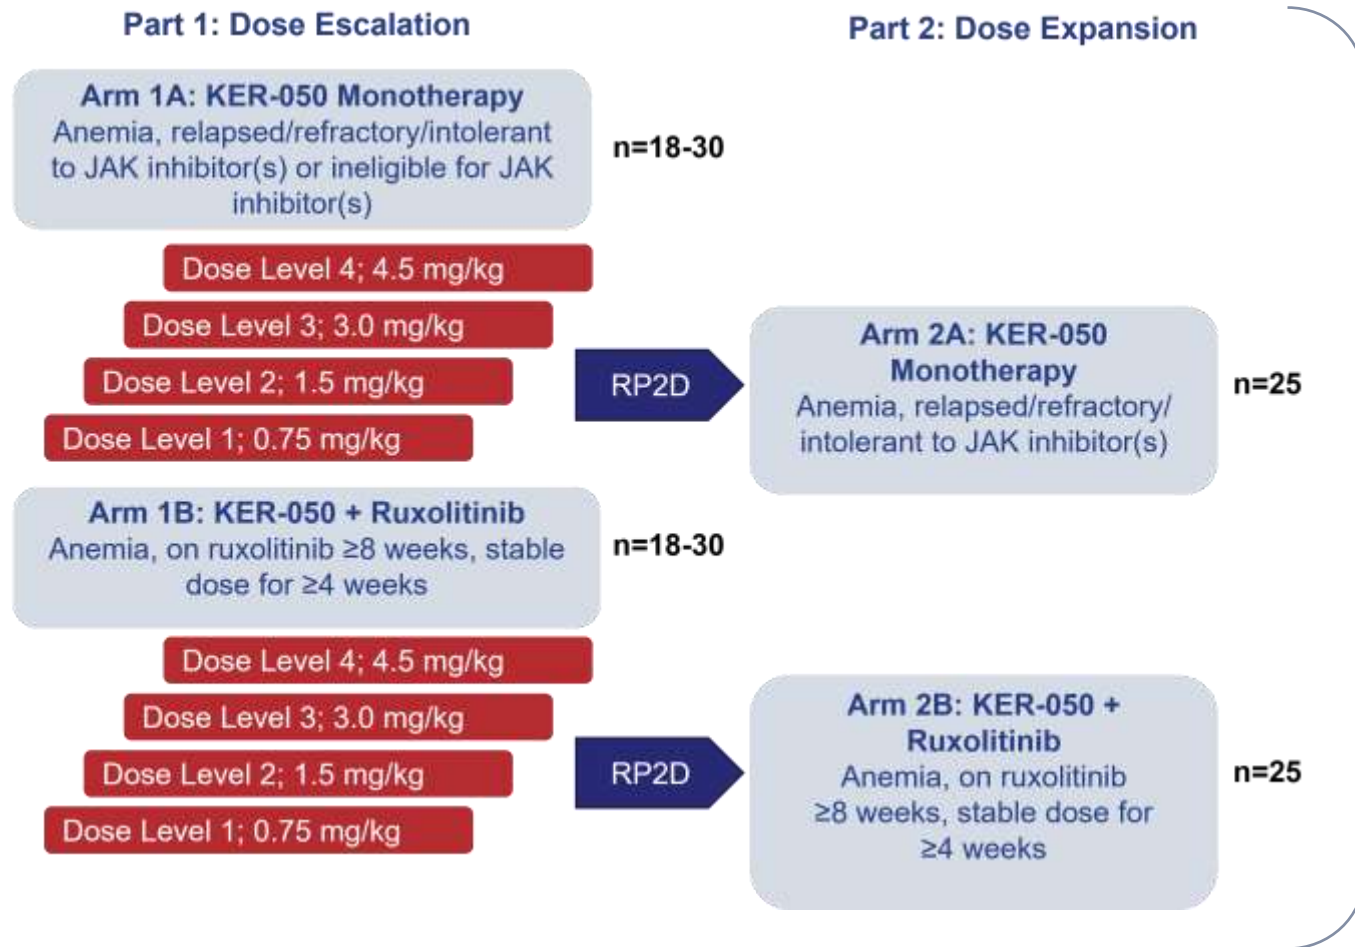 Part 1: Dose Escalation
Arm 1A: KER-050 Monotherapy
Anemia, relapsed/refractory/intolerant
to JAK inhibitor(s) or ineligible for JAK
inhibitor(s)
n=18-30
Dose Level 4; 4.5 mg/kg
Dose Level 3; 3.0 mg/kg
Dose Level 2; 1.5 mg/kg
Dose Level 1; 0.75 mg/kg
RP2D
Arm 1B: KER-050 + Ruxolitinib
Anemia, on ruxolitinib ≥8 weeks, stable
dose for ≥4 weeks
n=18-30
Dose Level 4; 4.5 mg/kg
Dose Level 3; 3.0 mg/kg
Dose Level 2; 1.5 mg/kg
Dose Level 1; 0.75 mg/kg
RP2D
Part 2: Dose Expansion
Arm 2A: KER-050
Monotherapy
Anemia, relapsed/refractory/
intolerant to JAK inhibitor(s)
n=25
Arm 2B: KER-050 +
Ruxolitinib
Anemia, on ruxolitinib
≥8 weeks, stable dose for
≥4 weeks
n=25